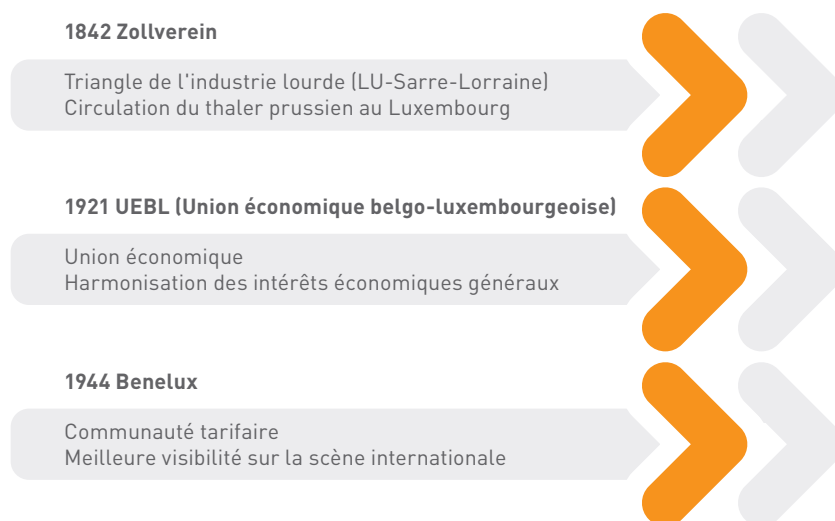 1842 Zollverein
Triangle de l'industrie lourde (LU-Sarre-Lorraine)
Circulation du thaler prussien au Luxembourg
1921 UEBL (Union économique belgo-luxembourgeoise)
Union économique
Harmonisation des intérêts économiques généraux
1944 Benelux
Communauté tarifaire
Meilleure visibilité sur la scène internationale